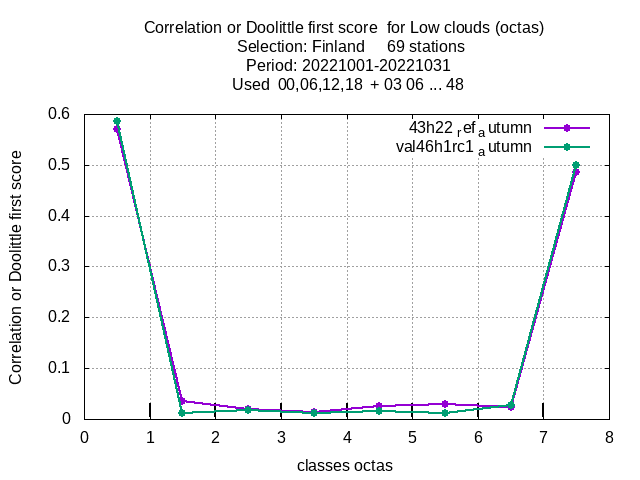 Correlation or Doolittle first score  for Low clouds (octas)
Selection: Finland     69 stations
Period: 20221001-20221031
Used  00,06,12,18  + 03 06 ... 48
Correlation or Doolittle first score
43h22 refautumn
val46h1rc1 autumn
0.6
0.5
0.4
0.3
0.2
0.1
0
0 1 2 3 4 5 6 7 8
classes octas